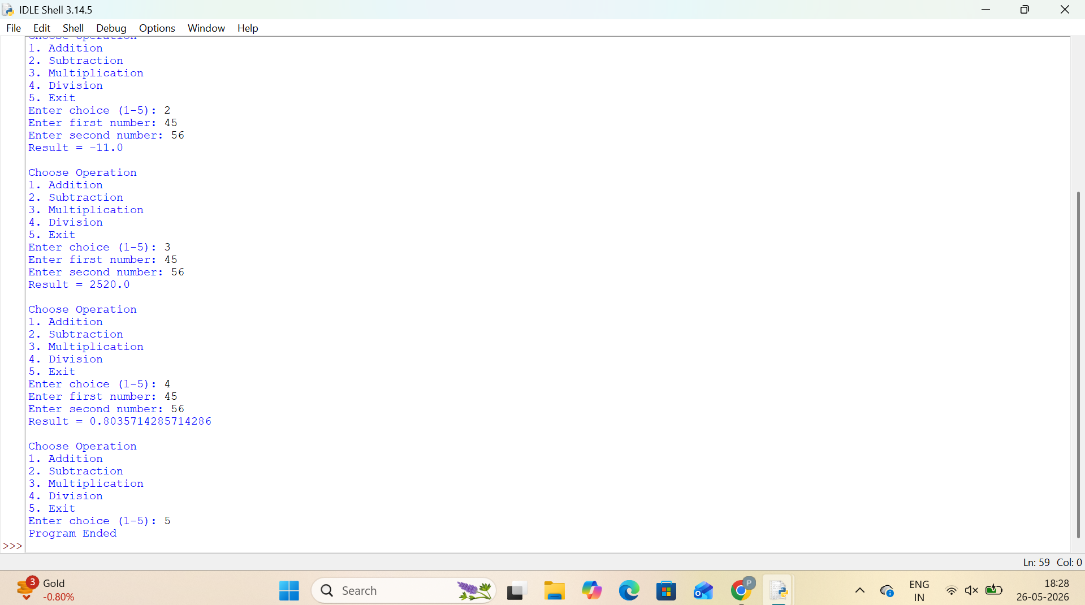 IDLE Shell 3.14.5
File Edit Shell Debug Options Window Help
Choose Operation
1. Addition
2. Subtraction
3. Multiplication
4. Division
5. Exit
Enter choice (1-5): 2
Enter first number: 45
Enter second number: 56
Result = -11.0
Choose Operation
1. Addition
2. Subtraction
3. Multiplication
4. Division
5. Exit
Enter choice (1-5): 3
Enter first number: 45
Enter second number: 56
Result = 2520.0
Choose Operation
1. Addition
2. Subtraction
3. Multiplication
4. Division
5. Exit
Enter choice (1-5): 4
Enter first number: 45
Enter second number: 56
Result = 0.8035714285714286
Choose Operation
1. Addition
2. Subtraction
3. Multiplication
4. Division
5. Exit
Enter choice (1-5): 5
Program Ended
>>>
Ln: 59 Col: 0
3 Gold
-0.80%
Search
P
ENG
IN
18:28
26-05-2026